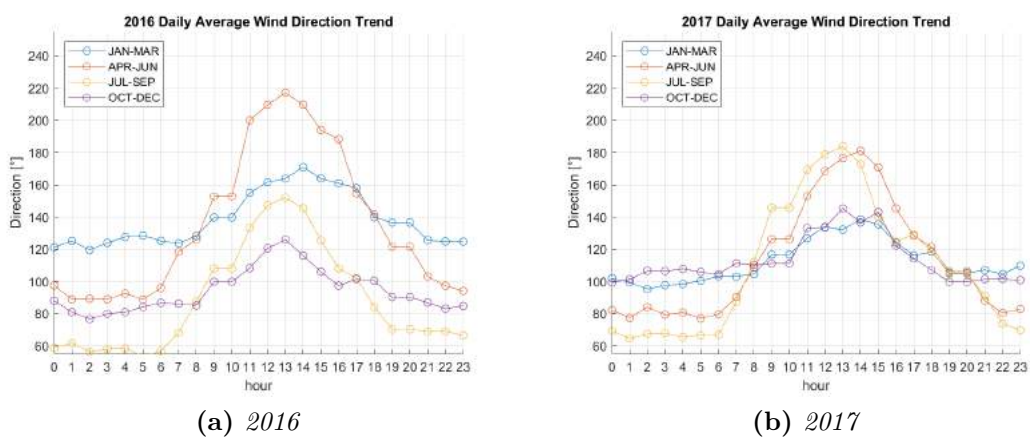 2016 Daily Average Wind Direction Trend
JAN-MAR
APR-JUN
JUL-SEP
OCT-DEC
240
220
200
180
160
140
120
100
80
60
Direction [°]
0 1 2 3 4 5 6 7 8 9 10 11 12 13 14 15 16 17 18 19 20 21 22 23
hour
(a) 2016
2017 Daily Average Wind Direction Trend
JAN-MAR
APR-JUN
JUL-SEP
OCT-DEC
240
220
200
180
160
140
120
100
80
60
Direction [°]
0 1 2 3 4 5 6 7 8 9 10 11 12 13 14 15 16 17 18 19 20 21 22 23
hour
(b) 2017